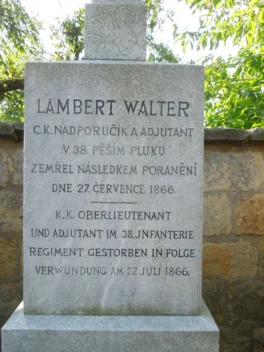 LAMBERT WALTER
C.K. NADPORUČÍK A ADJUTANT
V 38. PĚŠÍM PLUKU
ZEMŘEL NÁSLEDKEM PORANĚNÍ
DNE 27. ČERVENCE 1866.
K.K. OBERLIEUTENANT
UND ADJUTANT IM 38. JNFANTERIE
REGIMENT GESTORBEN IN FOLGE
VERWUNDUNG AM 27. JULI 1866.